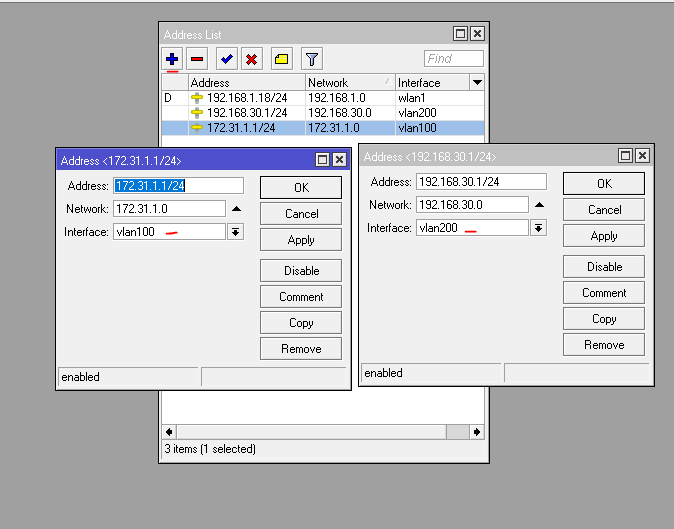 Address List
Find
Address Network Interface
D 192.168.1.18/24 192.168.1.0 wlan1
192.168.30.1/24 192.168.30.0 vlan200
172.31.1.1/24 172.31.1.0 vlan100
Address <172.31.1.1/24>
Address: 172.31.1.1/24
Network: 172.31.1.0
Interface: vlan100
OK
Cancel
Apply
Disable
Comment
Copy
Remove
enabled
Address <192.168.30.1/24>
Address: 192.168.30.1/24
Network: 192.168.30.0
Interface: vlan200
OK
Cancel
Apply
Disable
Comment
Copy
Remove
enabled
3 items (1 selected)